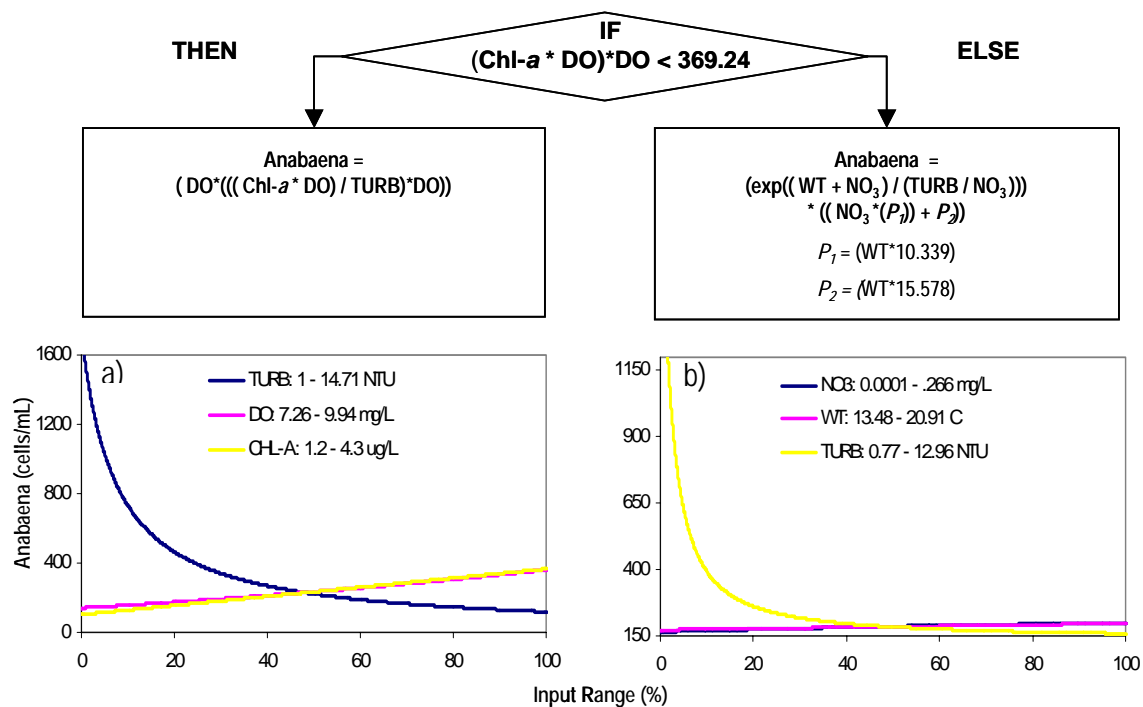 IF
THEN
(Chl-a * DO)*DO < 369.24
ELSE
Anabaena =
( DO*((( Chl-a * DO) / TURB)*DO))
Anabaena =
(exp(( WT + NO3 ) / (TURB / NO3 )))
* (( NO3 *(P1)) + P2))
P1 = (WT*10.339)
P2 = (WT*15.578)
a)
TURB: 1 - 14.71 NTU
DO: 7.26 - 9.94 mg/L
CHL-A: 1.2 - 4.3 ug/L
1600
1200
800
400
0
Anabaena (cells/mL)
0 20 40 60 80 100
b)
NO3: 0.0001 - .266 mg/L
WT: 13.48 - 20.91 C
TURB: 0.77 - 12.96 NTU
1150
900
650
400
150
0 20 40 60 80 100
Input Range (%)